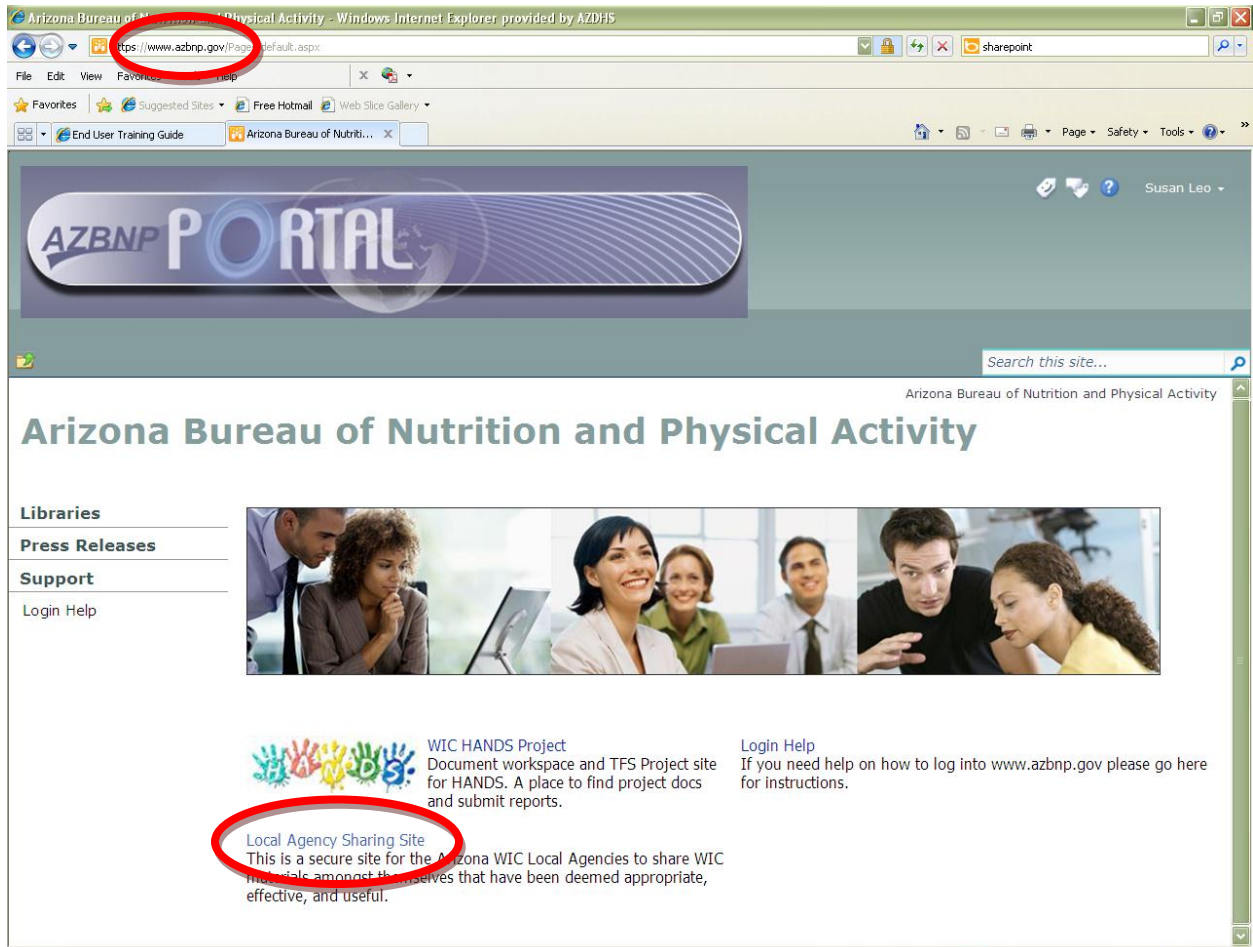 Arizona Bureau of Nutrition and Physical Activity - Windows Internet Explorer provided by AZDHS
https://www.azbnp.gov/Pages/default.aspx
sharepoint
File Edit View Favorites Tools Help
Favorites Suggested Sites Free Hotmail Web Slice Gallery
End User Training Guide Arizona Bureau of Nutriti... Page Safety Tools
AZBNP PORTAL
Susan Leo
Search this site...
Arizona Bureau of Nutrition and Physical Activity
Arizona Bureau of Nutrition and Physical Activity
Libraries
Press Releases
Support
Login Help
HANDS
WIC HANDS Project
Document workspace and TFS Project site
for HANDS. A place to find project docs
and submit reports.
Login Help
If you need help on how to log into www.azbnp.gov please go here
for instructions.
Local Agency Sharing Site
This is a secure site for the Arizona WIC Local Agencies to share WIC
materials amongst themselves that have been deemed appropriate,
effective, and useful.